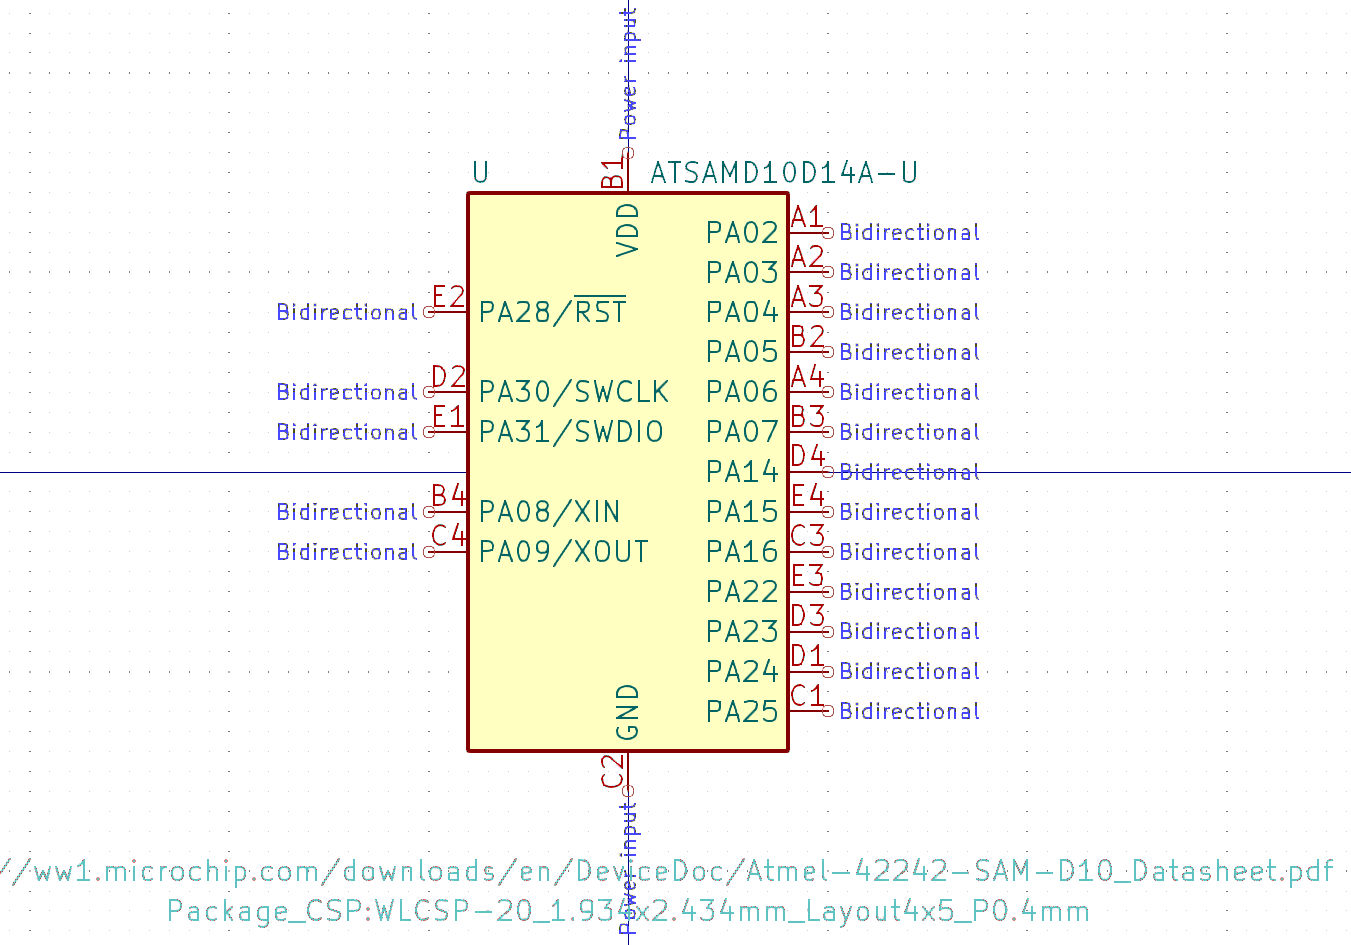 Power input
B1
U ATSAMD10D14A-U
VDD
PA02 A1 Bidirectional
PA03 A2 Bidirectional
Bidirectional E2 PA28/RST PA04 A3 Bidirectional
PA05 B2 Bidirectional
Bidirectional D2 PA30/SWCLK PA06 A4 Bidirectional
Bidirectional E1 PA31/SWDIO PA07 B3 Bidirectional
PA14 D4 Bidirectional
Bidirectional B4 PA08/XIN PA15 E4 Bidirectional
Bidirectional C4 PA09/XOUT PA16 C3 Bidirectional
PA22 E3 Bidirectional
PA23 D3 Bidirectional
PA24 D1 Bidirectional
PA25 C1 Bidirectional
GND
C2
Power input
//ww1.microchip.com/downloads/en/DeviceDoc/Atmel-42242-SAM-D10_Datasheet.pdf
Package_CSP:WLCSP-20_1.934x2.434mm_Layout4x5_P0.4mm